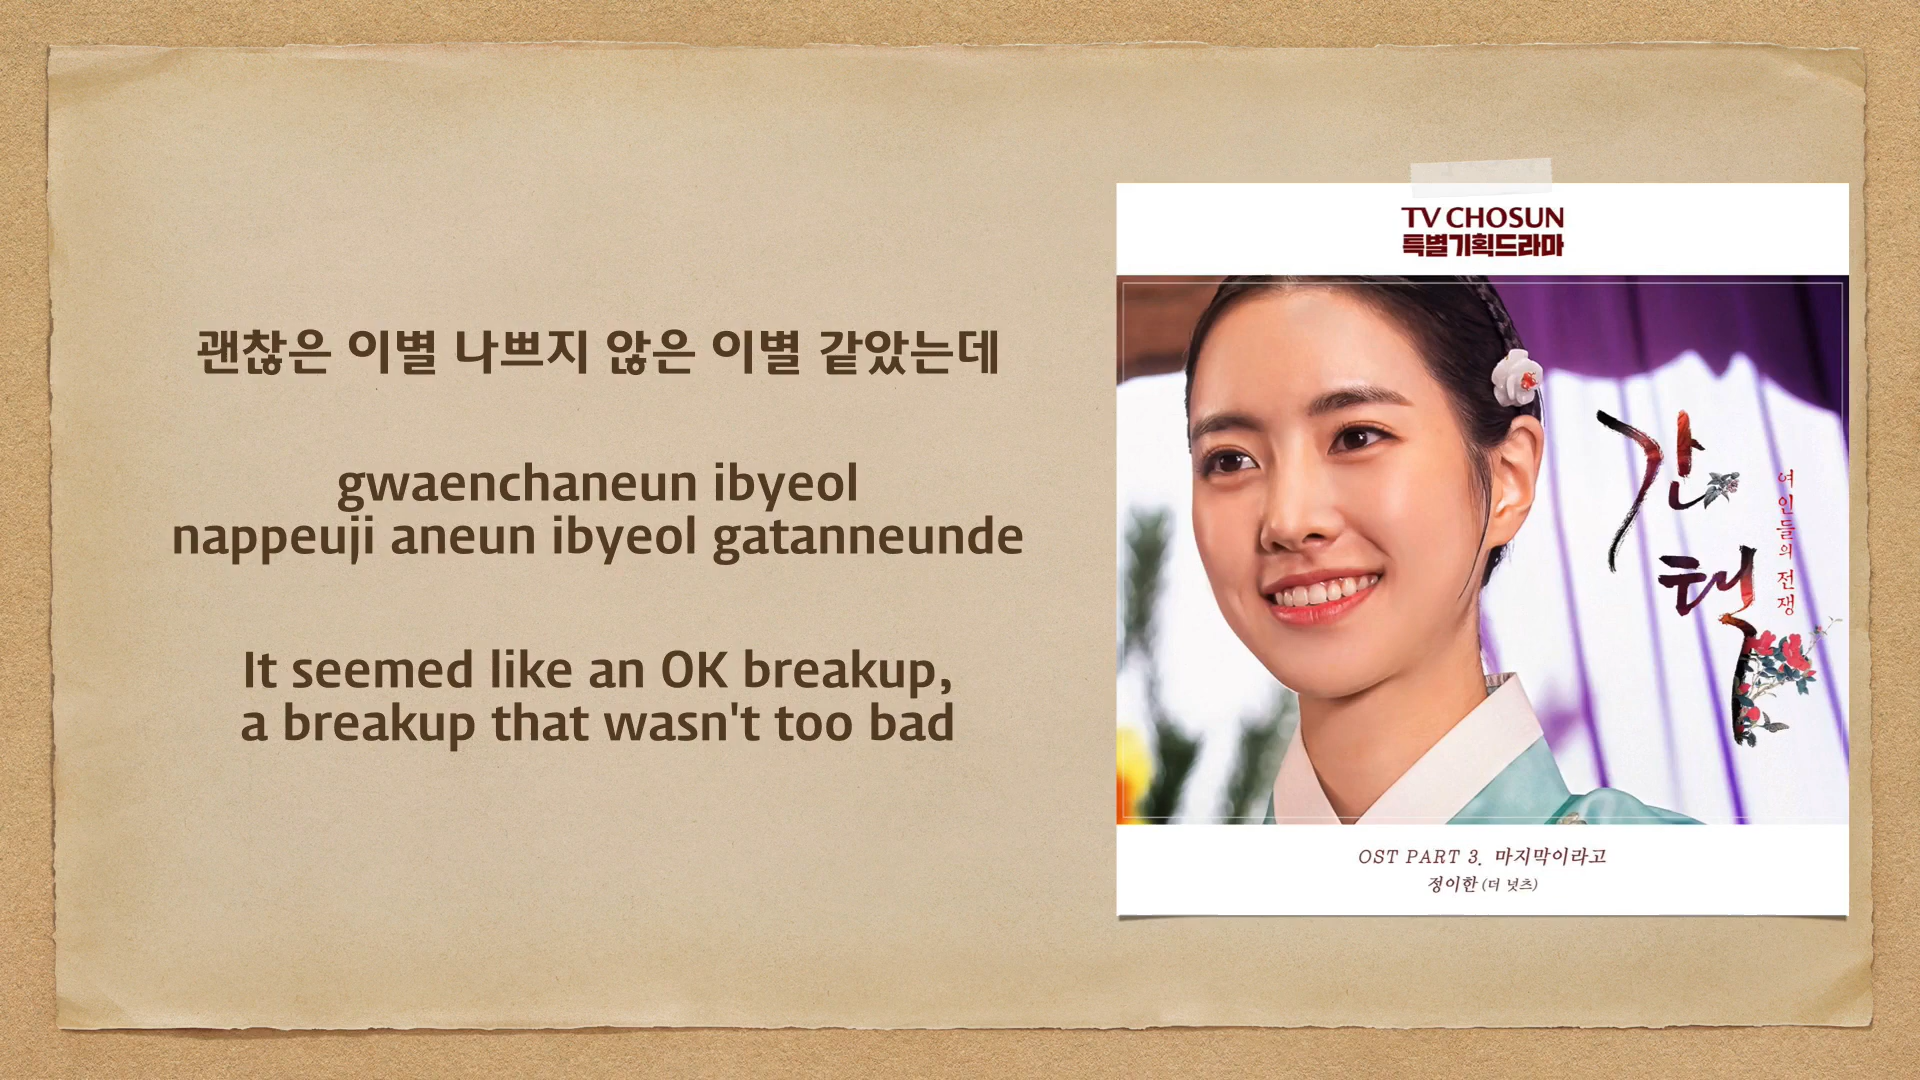 괜찮은 이별 나쁘지 않은 이별 같았는데
gwaenchaneun ibyeol
nappeuji aneun ibyeol gatanneunde
It seemed like an OK breakup,
a breakup that wasn't too bad
TV CHOSUN
특별기획드라마
간택
여인들의 전쟁
OST PART 3. 마지막이라고
정이한 (더 넛츠)